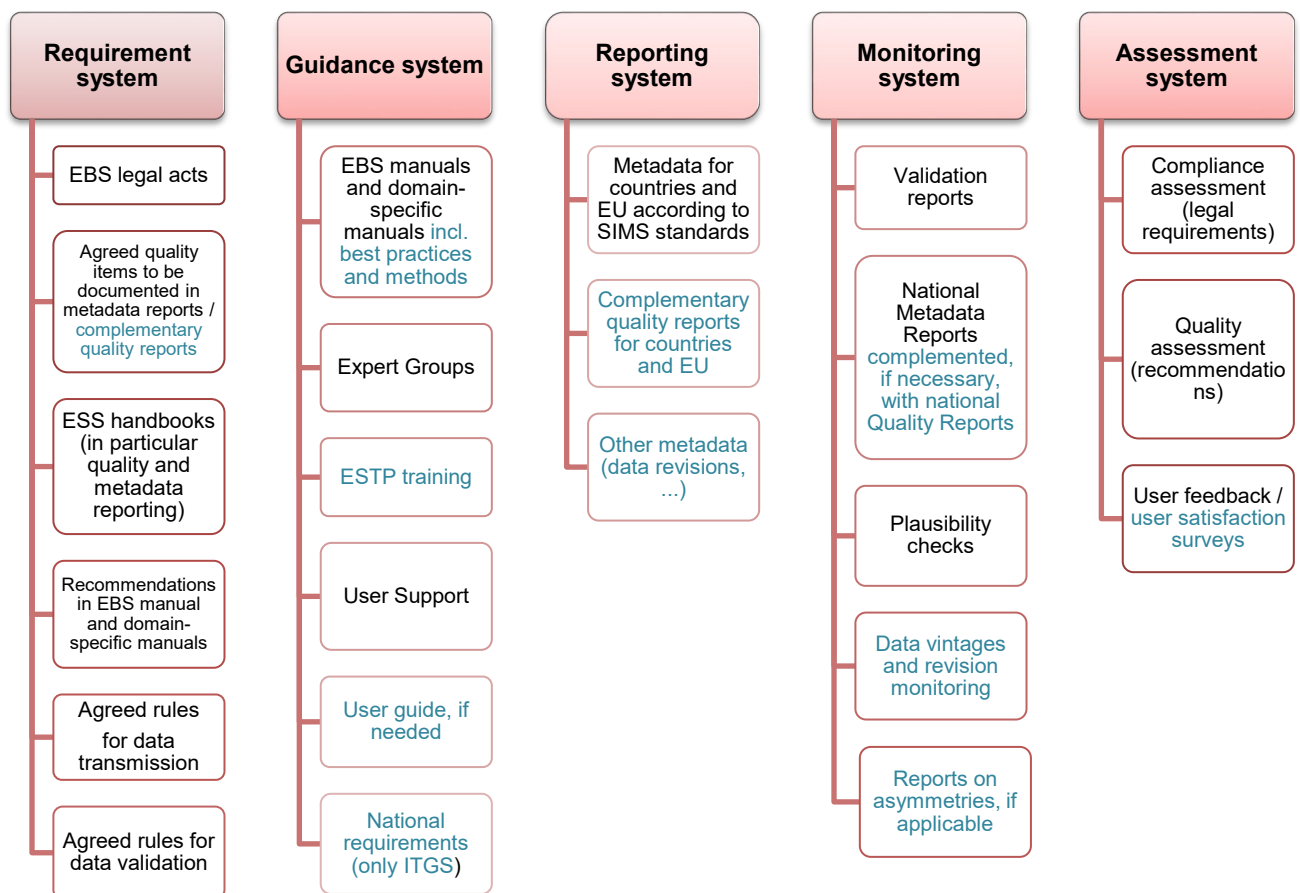 Requirement
system
EBS legal acts
Agreed quality
items to be
documented in
metadata reports /
complementary
quality reports
ESS handbooks
(in particular
quality and
metadata
reporting)
Recommendations
in EBS manual
and domain-
specific manuals
Agreed rules
for data
transmission
Agreed rules for
data validation
Guidance system
EBS manuals
and domain-
specific
manuals incl.
best practices
and methods
Expert Groups
ESTP training
User Support
User guide, if
needed
National
requirements
(only ITGS)
Reporting
system
Metadata for
countries and
EU according to
SIMS standards
Complementary
quality reports
for countries
and EU
Other metadata
(data revisions,
...)
Monitoring
system
Validation
reports
National
Metadata
Reports
complemented,
if necessary,
with national
Quality Reports
Plausibility
checks
Data vintages
and revision
monitoring
Reports on
asymmetries, if
applicable
Assessment
system
Compliance
assessment
(legal
requirements)
Quality
assessment
(recommendatio
ns)
User feedback /
user satisfaction
surveys